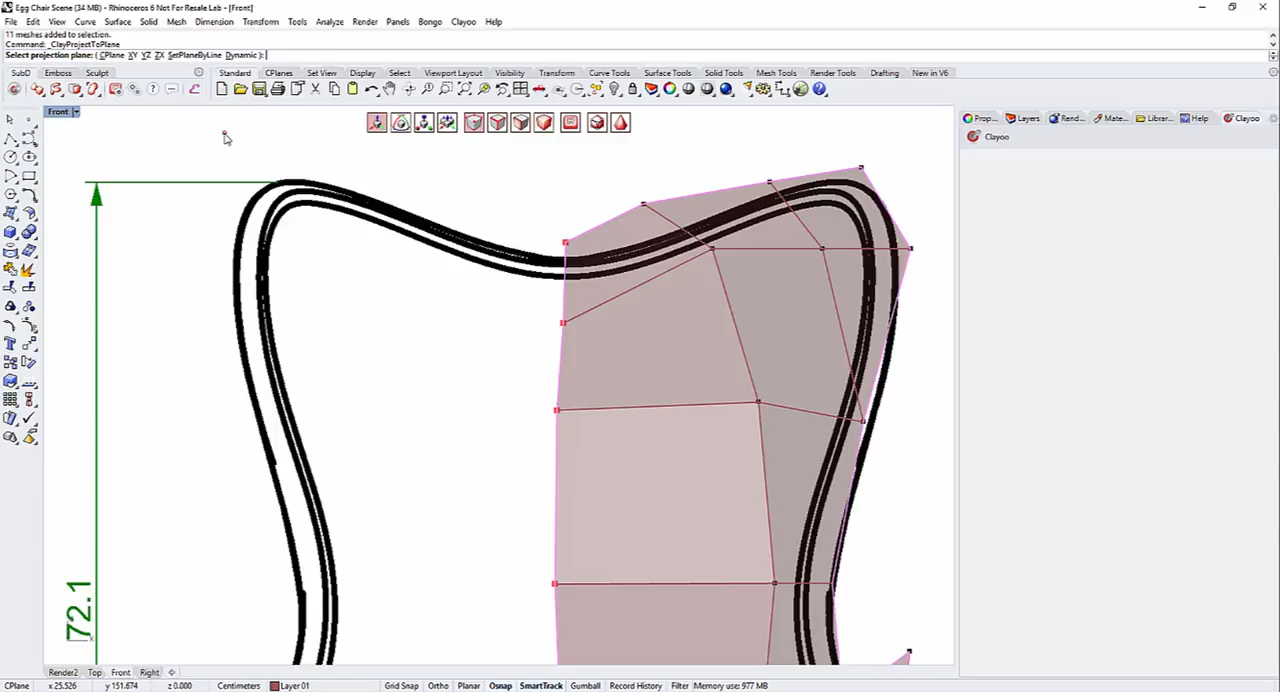 Egg Chair Scene (34 MB) - Rhinoceros 6 Not For Resale Lab - [Front]
File Edit View Curve Surface Solid Mesh Dimension Transform Tools Analyze Render Panels Bongo Clayoo Help
11 meshes added to selection.
Command: _ClayProjectToPlane
Select projection plane: ( CPlane XY YZ ZX SetPlaneByLine Dynamic ):
SubD Emboss Sculpt Standard CPlanes Set View Display Select Viewport Layout Visibility Transform Curve Tools Surface Tools Solid Tools Mesh Tools Render Tools Drafting New in V6
Front
Prop... Layers Rend... Mate... Librar... Help Clayoo
Clayoo
72.1
Render2 Top Front Right
CPlane x 25.526 y 151.674 z 0.000 Centimeters Layer 01 Grid Snap Ortho Planar Osnap SmartTrack Gumball Record History Filter Memory use: 977 MB